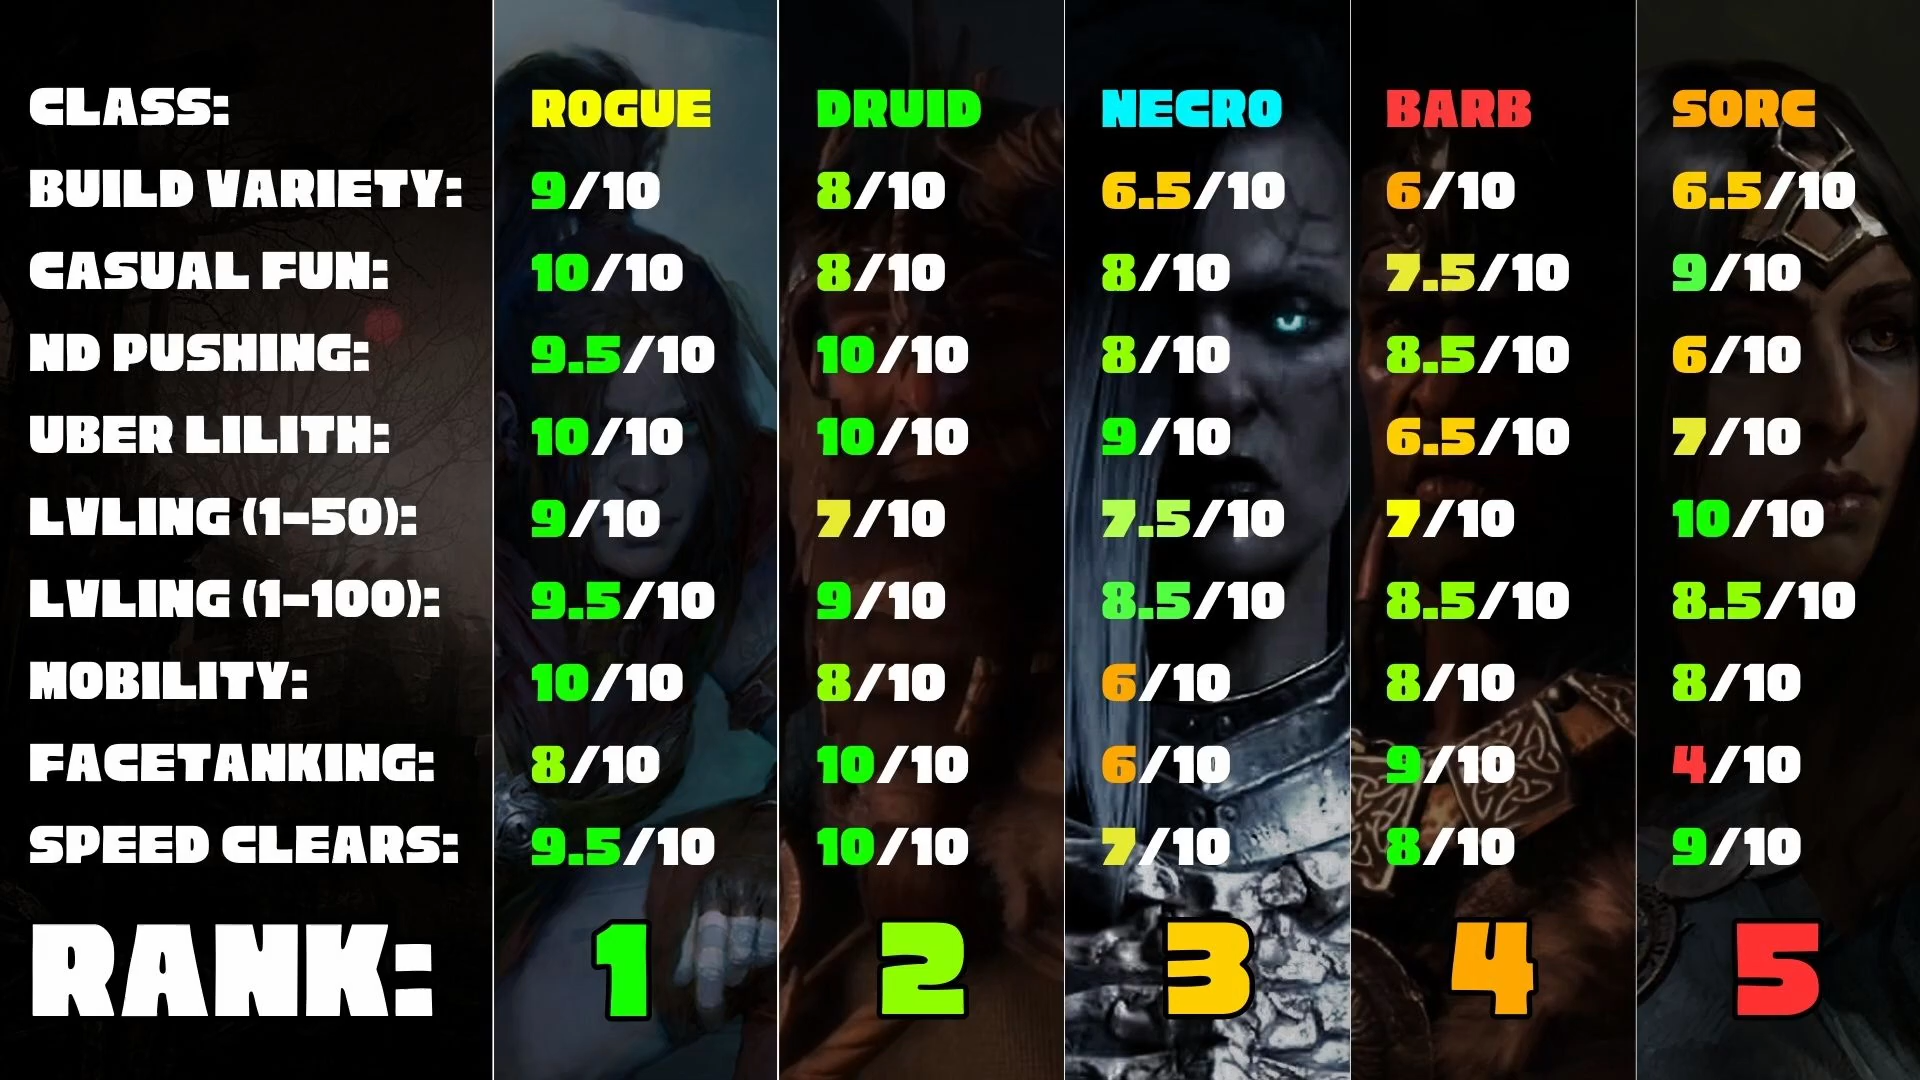 CLASS: ROGUE DRUID NECRO BARB SORC
BUILD VARIETY: 9/10 8/10 6.5/10 6/10 6.5/10
CASUAL FUN: 10/10 8/10 8/10 7.5/10 9/10
ND PUSHING: 9.5/10 10/10 8/10 8.5/10 6/10
UBER LILITH: 10/10 10/10 9/10 6.5/10 7/10
LVLING (1-50): 9/10 7/10 7.5/10 7/10 10/10
LVLING (1-100): 9.5/10 9/10 8.5/10 8.5/10 8.5/10
MOBILITY: 10/10 8/10 6/10 8/10 8/10
FACETANKING: 8/10 10/10 6/10 9/10 4/10
SPEED CLEARS: 9.5/10 10/10 7/10 8/10 9/10
RANK: 1 2 3 4 5